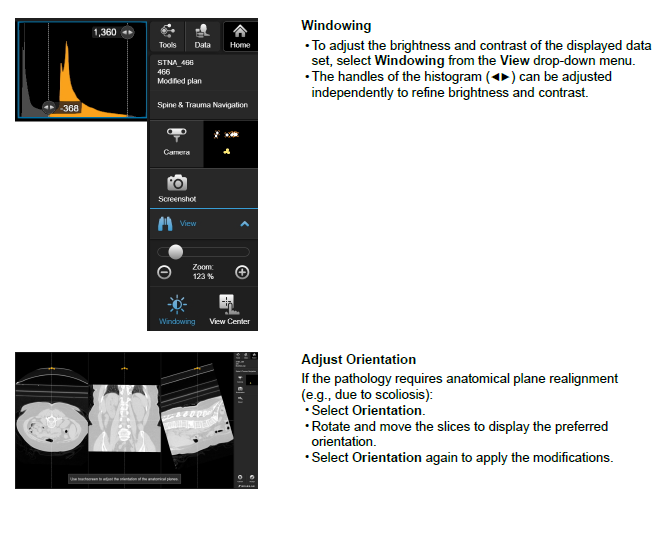 1,360
-368
Tools Data Home
STNA_466
466
Modified plan
Spine & Trauma Navigation
Camera
Screenshot
View
Zoom:
123 %
Windowing View Center
Windowing
• To adjust the brightness and contrast of the displayed data
set, select Windowing from the View drop-down menu.
• The handles of the histogram (◄►) can be adjusted
independently to refine brightness and contrast.
Use touchscreen to adjust the orientation of the anatomical planes.
Adjust Orientation
If the pathology requires anatomical plane realignment
(e.g., due to scoliosis):
• Select Orientation.
• Rotate and move the slices to display the preferred
orientation.
• Select Orientation again to apply the modifications.